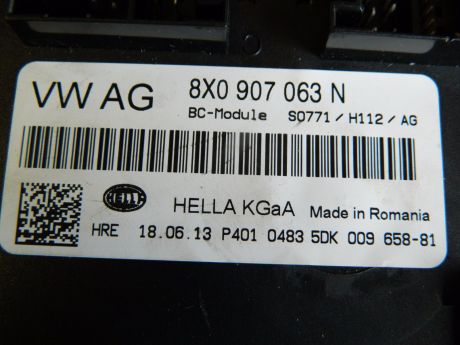 VW AG 8X0 907 063 N
BC-Module S0771/H112/AG
HELLA HELLA KGaA Made in Romania
HRE 18.06.13 P401 0483 5DK 009 658-81